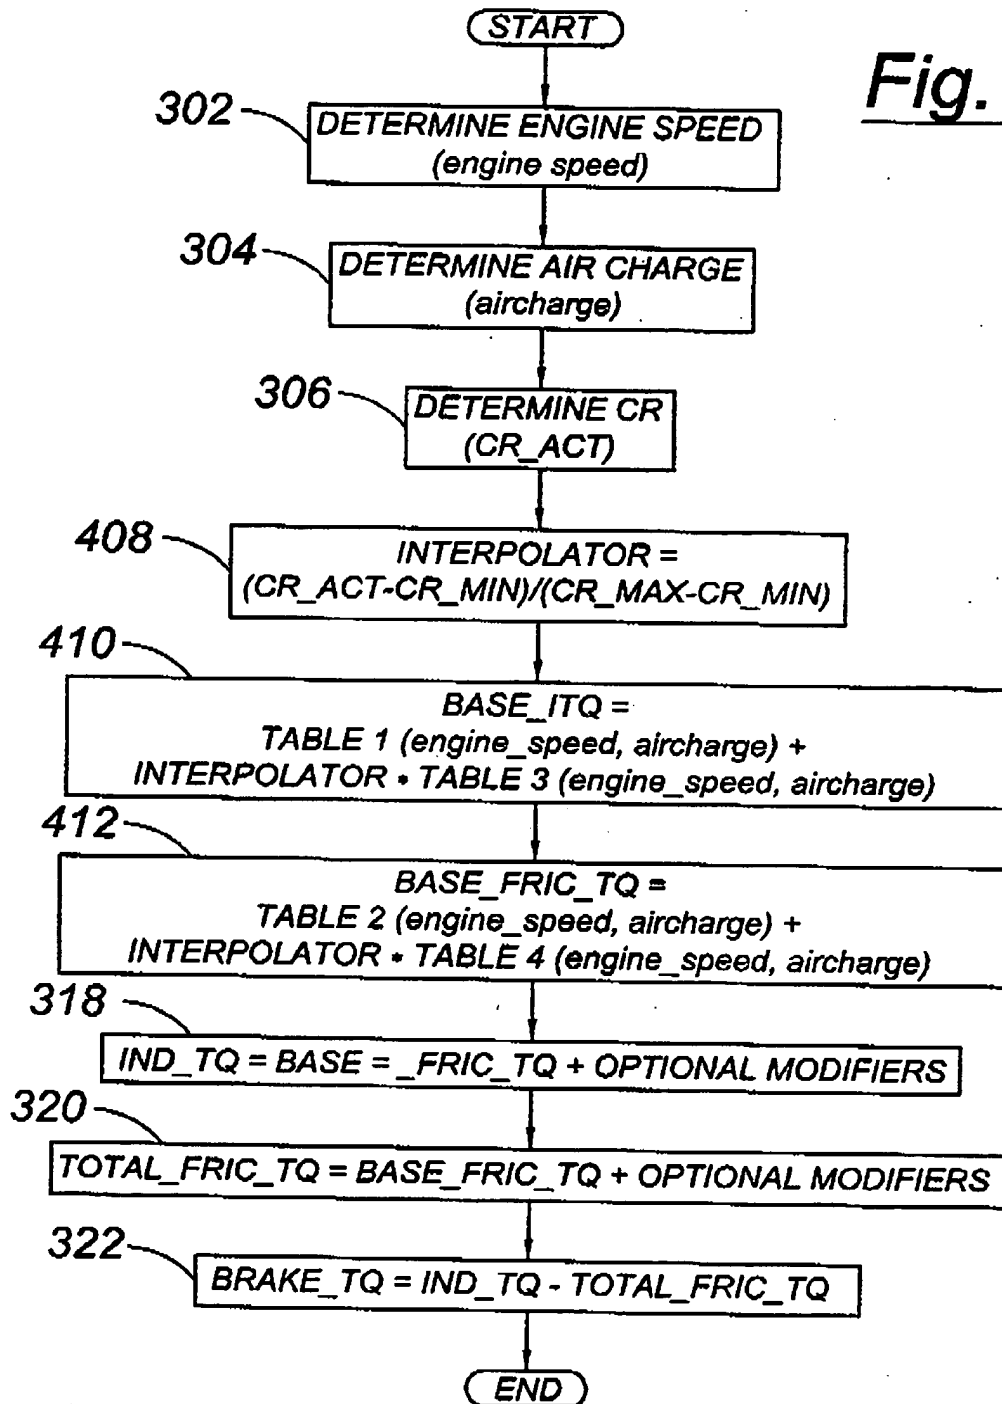 START
Fig.
302
DETERMINE ENGINE SPEED
(engine speed)
304
DETERMINE AIR CHARGE
(aircharge)
306
DETERMINE CR
(CR_ACT)
408
INTERPOLATOR =
(CR_ACT-CR_MIN)/(CR_MAX-CR_MIN)
410
BASE_ITQ =
TABLE 1 (engine_speed, aircharge) +
INTERPOLATOR * TABLE 3 (engine_speed, aircharge)
412
BASE_FRIC_TQ =
TABLE 2 (engine_speed, aircharge) +
INTERPOLATOR * TABLE 4 (engine_speed, aircharge)
318
IND_TQ = BASE = _FRIC_TQ + OPTIONAL MODIFIERS
320
TOTAL_FRIC_TQ = BASE_FRIC_TQ + OPTIONAL MODIFIERS
322
BRAKE_TQ = IND_TQ - TOTAL_FRIC_TQ
END